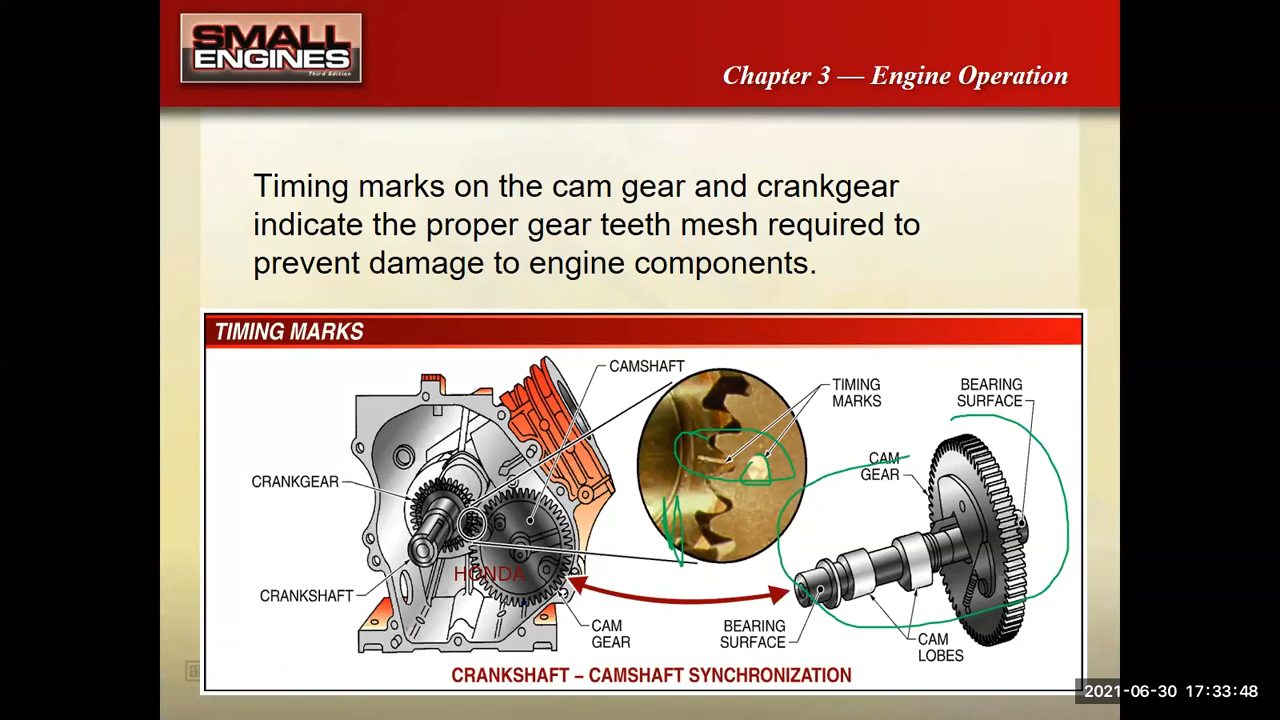 SMALL
ENGINES
Third Edition
Chapter 3 — Engine Operation
Timing marks on the cam gear and crankgear
indicate the proper gear teeth mesh required to
prevent damage to engine components.
TIMING MARKS
CAMSHAFT
TIMING
MARKS
BEARING
SURFACE
CAM
GEAR
CRANKGEAR
HONDA
CRANKSHAFT
CAM
GEAR
BEARING
SURFACE
CAM
LOBES
CRANKSHAFT – CAMSHAFT SYNCHRONIZATION
2021-06-30 17:33:48